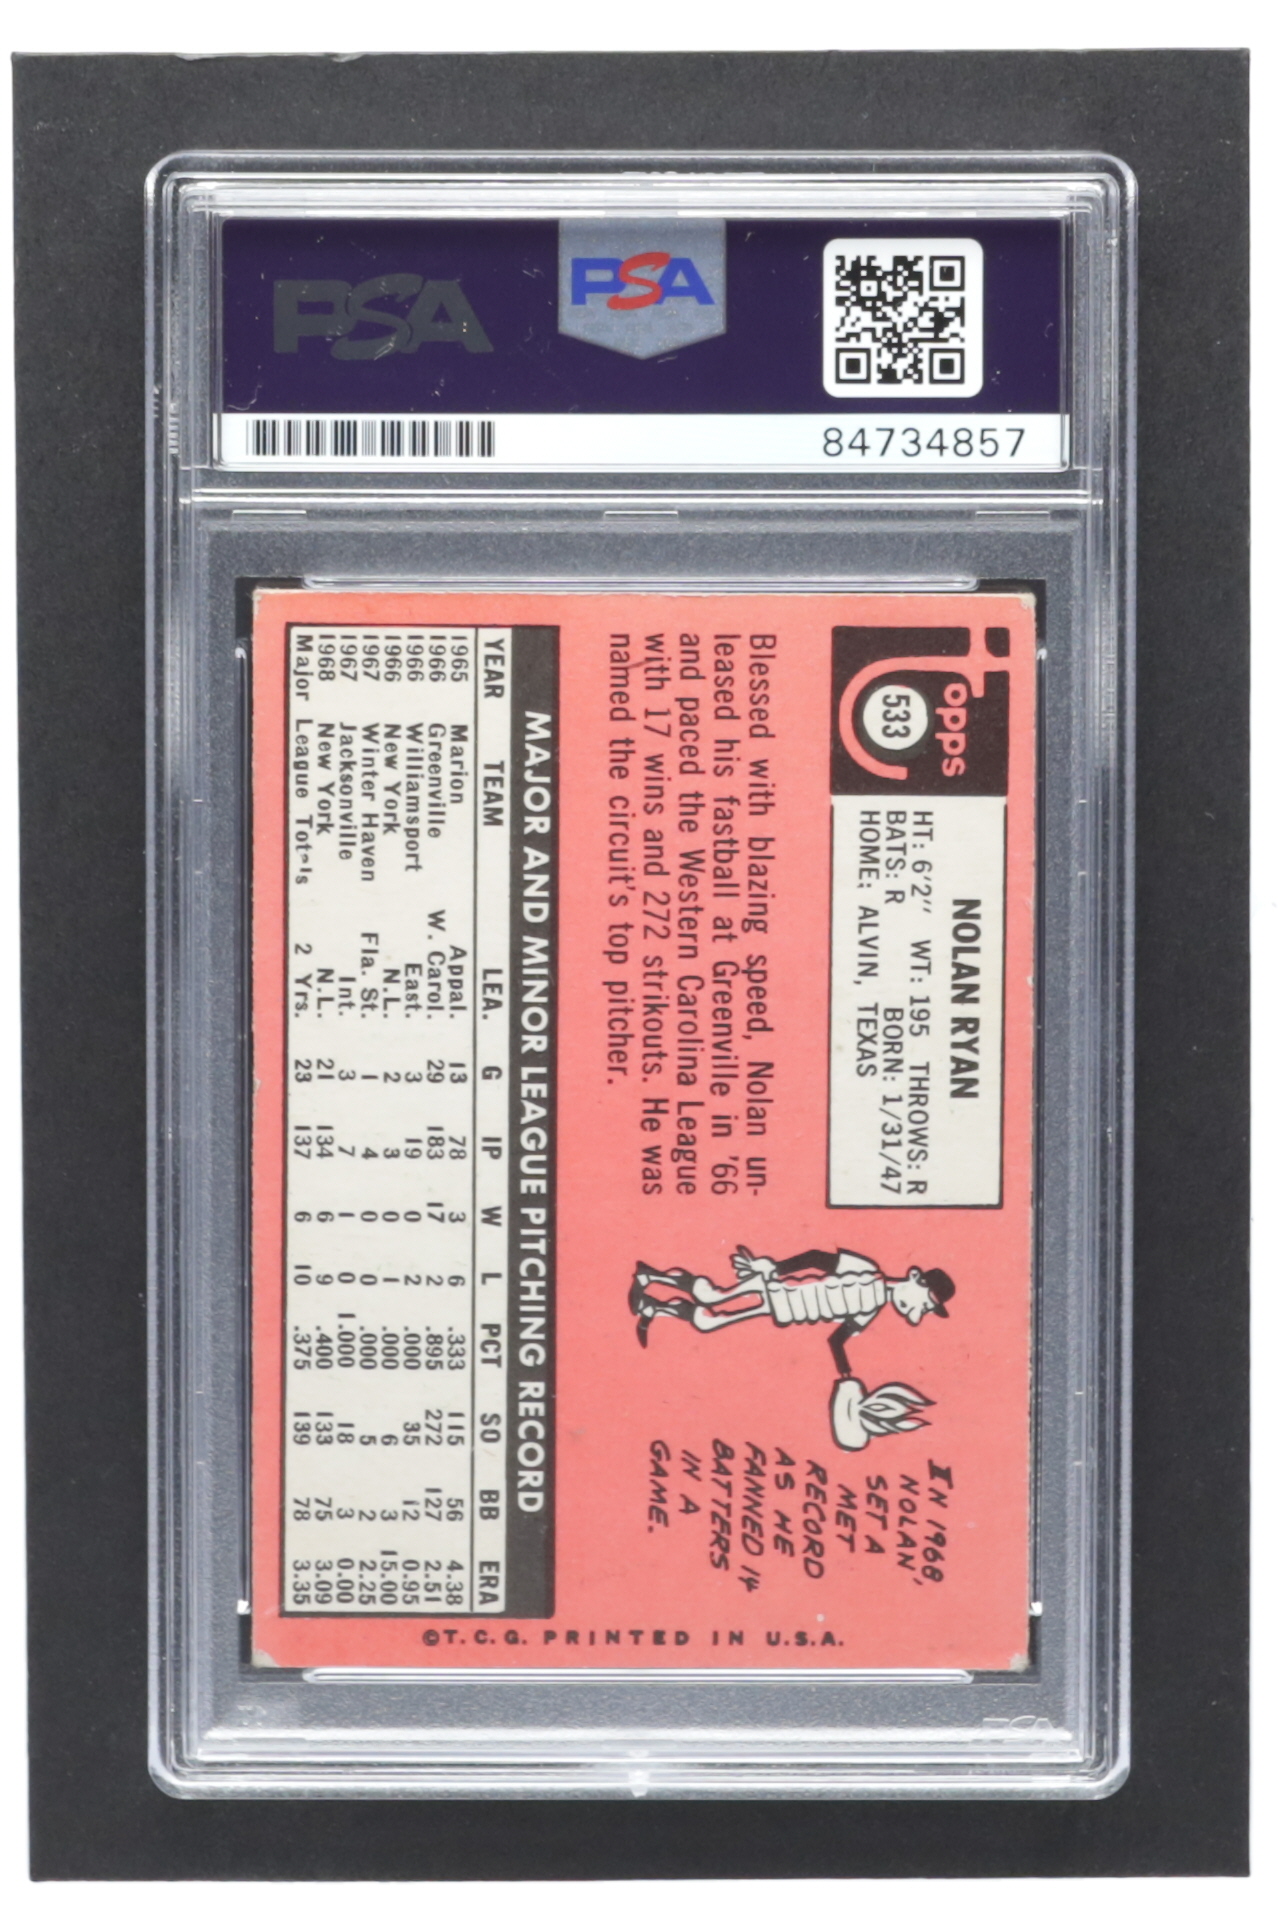 PSA
PSA
84734857
Topps
533
NOLAN RYAN
HT: 6'2" WT: 195 THROWS: R
BATS: R BORN: 1/31/47
HOME: ALVIN, TEXAS
Blessed with blazing speed, Nolan un-
leased his fastball at Greenville in '66
and paced the Western Carolina League
with 17 wins and 272 strikouts. He was
named the circuit's top pitcher.
IN 1968
NOLAN,
SET A
MET
RECORD
AS HE
FANNED 14
BATTERS
IN A
GAME.
MAJOR AND MINOR LEAGUE PITCHING RECORD
YEAR TEAM LEA. G IP W L PCT SO BB ERA
1965 Marion Appal. 13 78 3 6 .333 115 56 4.38
1966 Greenville W. Carol. 29 183 17 2 .895 272 127 2.51
1966 Williamsport East. 3 19 0 2 .000 35 12 0.95
1966 New York N.L. 2 3 0 1 .000 6 3 15.00
1967 Winter Haven Fla. St. 1 4 0 0 .000 5 2 2.25
1967 Jacksonville Int. 3 7 1 0 1.000 18 3 0.00
1968 New York N.L. 21 134 6 9 .400 133 75 3.09
Major League Totals 2 Yrs. 23 137 6 10 .375 139 78 3.35
©T.C.G. PRINTED IN U.S.A.
PSA